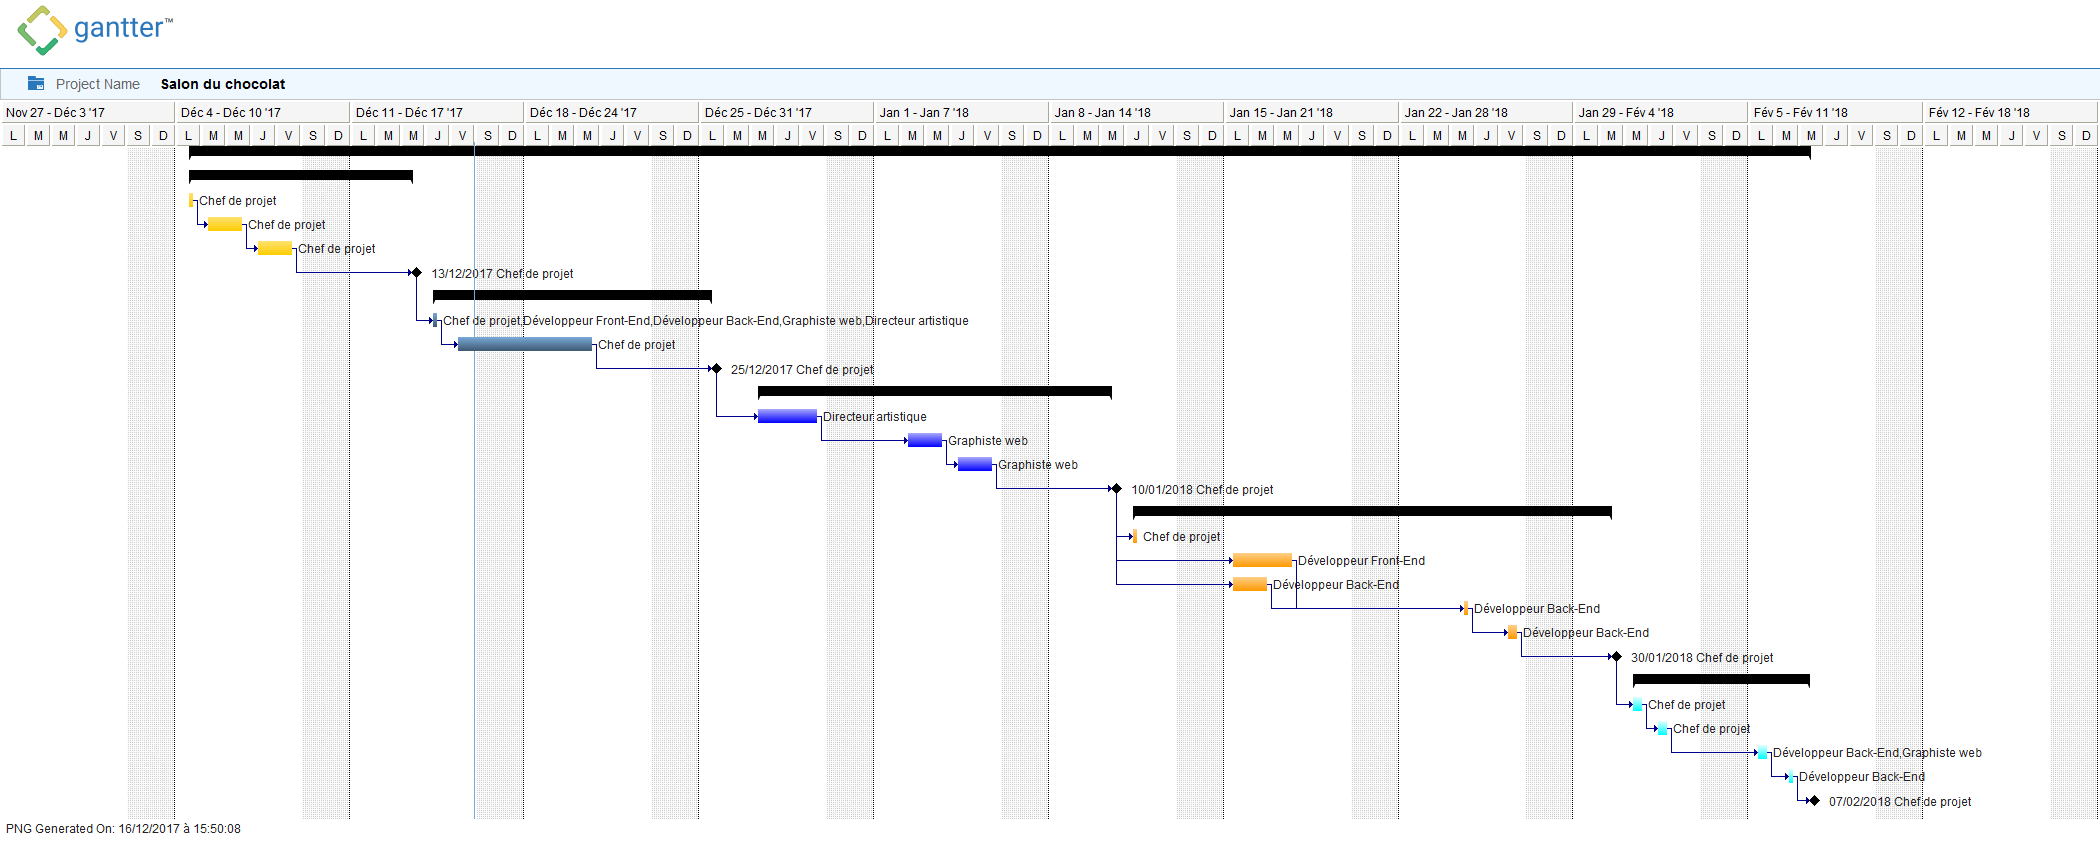 gantter™
Project Name Salon du chocolat
Nov 27 - Déc 3 '17 Déc 4 - Déc 10 '17 Déc 11 - Déc 17 '17 Déc 18 - Déc 24 '17 Déc 25 - Déc 31 '17 Jan 1 - Jan 7 '18 Jan 8 - Jan 14 '18 Jan 15 - Jan 21 '18 Jan 22 - Jan 28 '18 Jan 29 - Fév 4 '18 Fév 5 - Fév 11 '18 Fév 12 - Fév 18 '18
L M M J V S D L M M J V S D L M M J V S D L M M J V S D L M M J V S D L M M J V S D L M M J V S D L M M J V S D L M M J V S D L M M J V S D L M M J V S D L M M J V S D
Chef de projet
Chef de projet
Chef de projet
13/12/2017 Chef de projet
Chef de projet,Développeur Front-End,Développeur Back-End,Graphiste web,Directeur artistique
Chef de projet
25/12/2017 Chef de projet
Directeur artistique
Graphiste web
Graphiste web
10/01/2018 Chef de projet
Chef de projet
Développeur Front-End
Développeur Back-End
Développeur Back-End
Développeur Back-End
30/01/2018 Chef de projet
Chef de projet
Chef de projet
Développeur Back-End,Graphiste web
Développeur Back-End
07/02/2018 Chef de projet
PNG Generated On: 16/12/2017 à 15:50:08